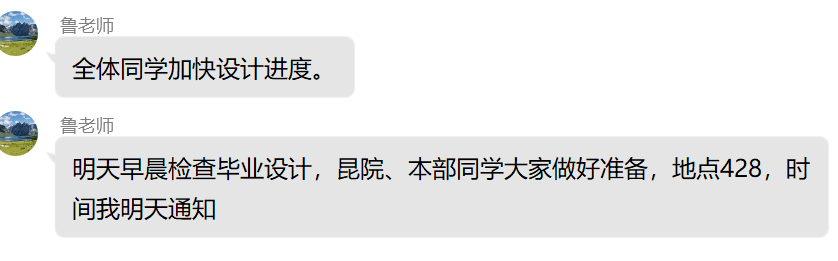 鲁老师
全体同学加快设计进度。
鲁老师
明天早晨检查毕业设计，昆院、本部同学大家做好准备，地点428，时
间我明天通知